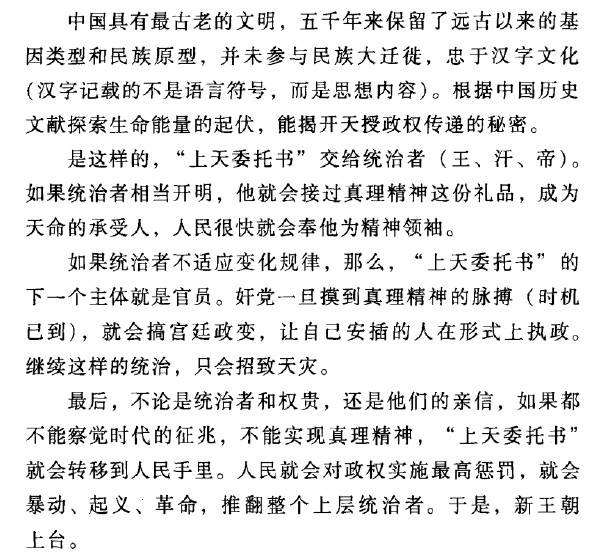 中国具有最古老的文明，五千年来保留了远古以来的基
因类型和民族原型，并未参与民族大迁徙，忠于汉字文化
(汉字记载的不是语言符号，而是思想内容)。根据中国历史
文献探索生命能量的起伏，能揭开天授政权传递的秘密。
是这样的，“上天委托书”交给统治者（王、汗、帝）。
如果统治者相当开明，他就会接过真理精神这份礼品，成为
天命的承受人，人民很快就会奉他为精神领袖。
如果统治者不适应变化规律，那么，“上天委托书”的
下一个主体就是官员。奸党一旦摸到真理精神的脉搏（时机
已到），就会搞宫廷政变，让自己安插的人在形式上执政。
继续这样的统治，只会招致天灾。
最后，不论是统治者和权贵，还是他们的亲信，如果都
不能察觉时代的征兆，不能实现真理精神，“上天委托书”
就会转移到人民手里。人民就会对政权实施最高惩罚，就会
暴动、起义、革命，推翻整个上层统治者。于是，新王朝
上台。